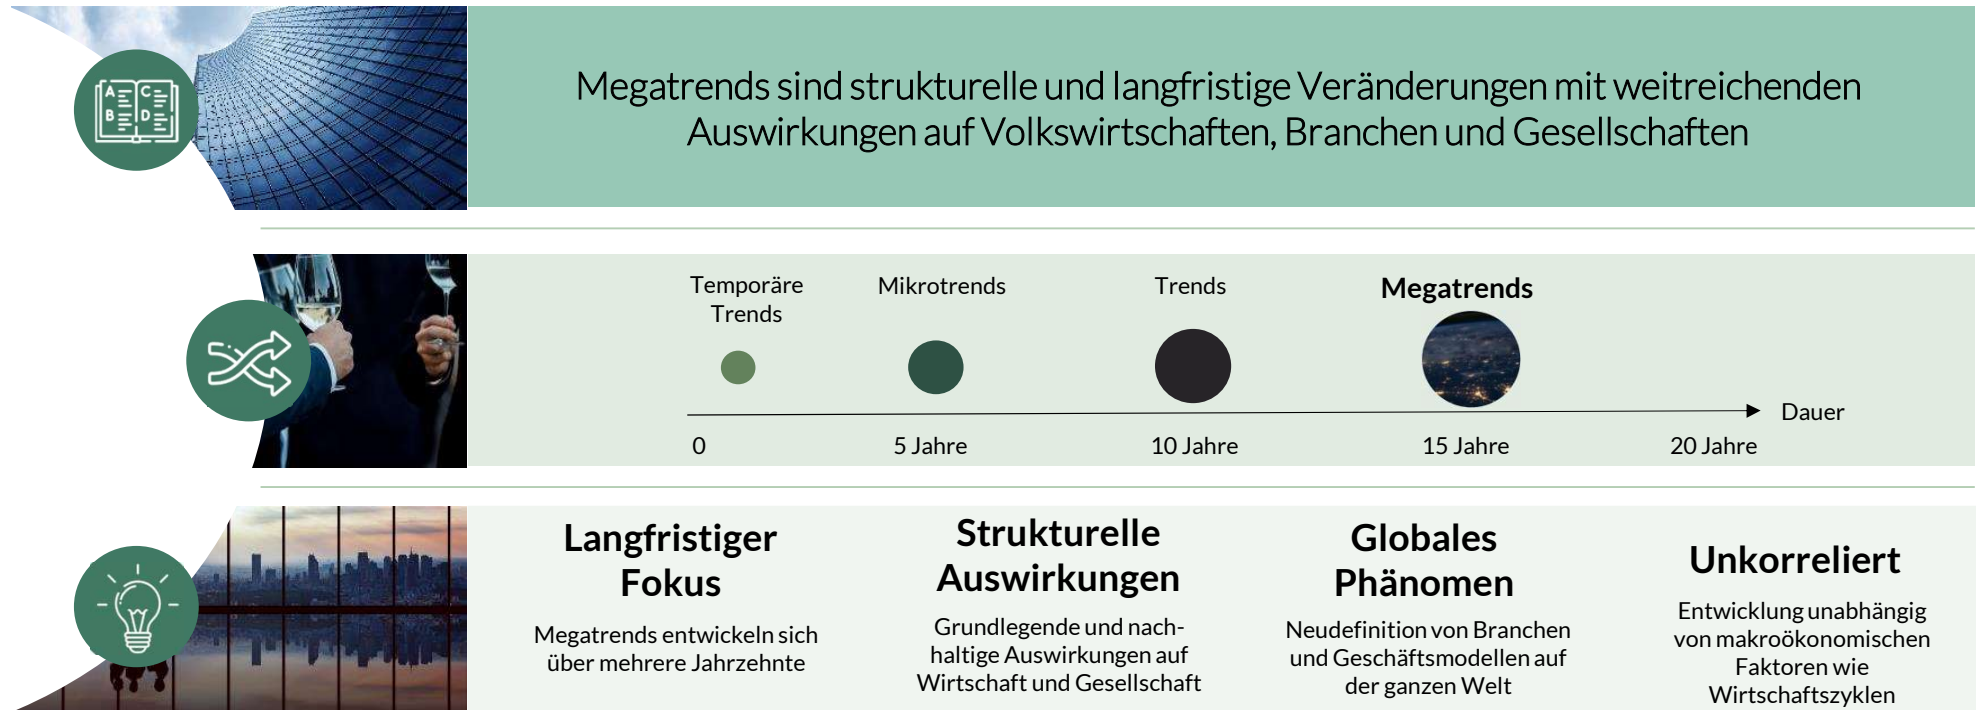 A C
B D
Megatrends sind strukturelle und langfristige Veränderungen mit weitreichenden
Auswirkungen auf Volkswirtschaften, Branchen und Gesellschaften
Temporäre
Trends
Mikrotrends
Trends
Megatrends
Dauer
0
5 Jahre
10 Jahre
15 Jahre
20 Jahre
Langfristiger
Fokus
Megatrends entwickeln sich
über mehrere Jahrzehnte
Strukturelle
Auswirkungen
Grundlegende und nach-
haltige Auswirkungen auf
Wirtschaft und Gesellschaft
Globales
Phänomen
Neudefinition von Branchen
und Geschäftsmodellen auf
der ganzen Welt
Unkorreliert
Entwicklung unabhängig
von makroökonomischen
Faktoren wie
Wirtschaftszyklen